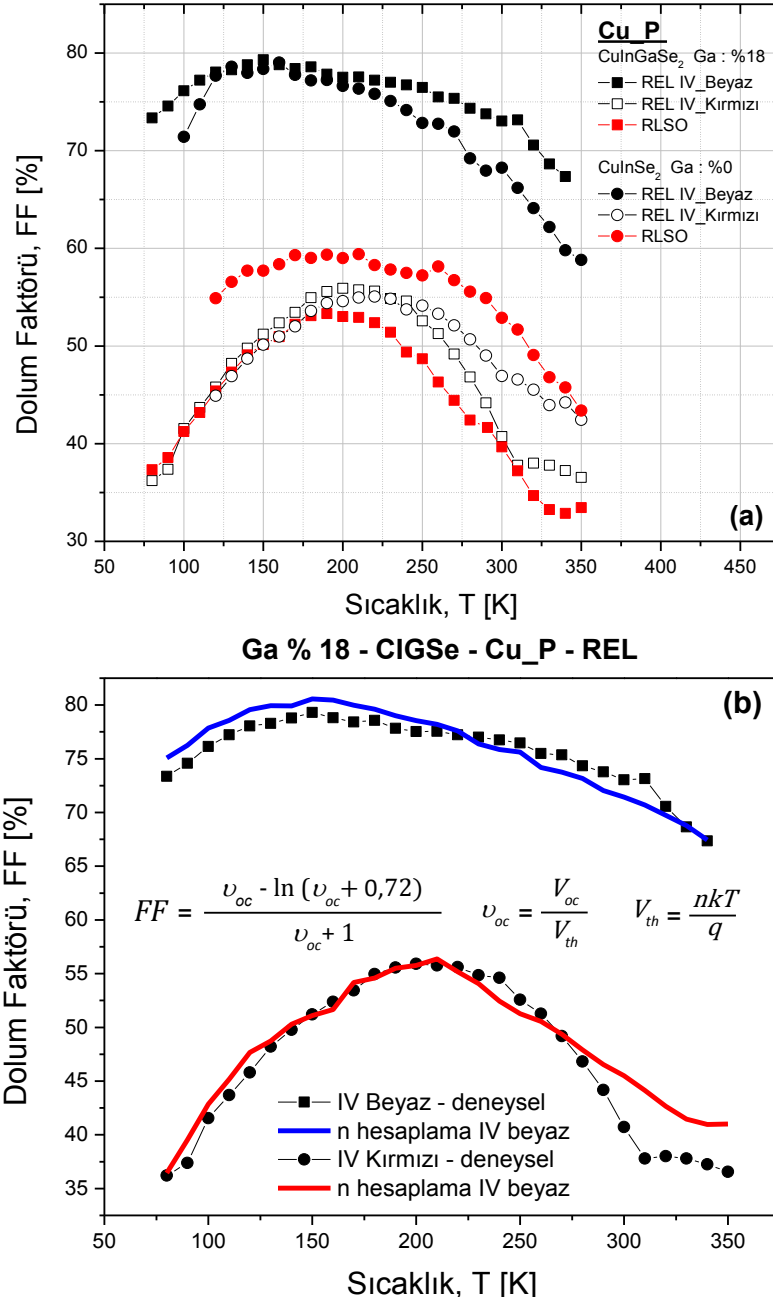 Cu_P
CuInGaSe₂ Ga : %18
REL IV_Beyaz
REL IV_Kırmızı
RLSO
CuInSe₂ Ga : %0
REL IV_Beyaz
REL IV_Kırmızı
RLSO
80
70
60
50
40
30
Dolum Faktörü, FF [%]
(a)
50 100 150 200 250 300 350 400 450
Sıcaklık, T [K]
Ga % 18 - CIGSe - Cu_P - REL
(b)
80
75
70
65
60
55
50
45
40
35
Dolum Faktörü, FF [%]
FF = (υoc - ln (υoc + 0,72)) / (υoc + 1) υoc = Voc / Vth Vth = nkT / q
IV Beyaz - deneysel
n hesaplama IV beyaz
IV Kırmızı - deneysel
n hesaplama IV beyaz
50 100 150 200 250 300 350
Sıcaklık, T [K]